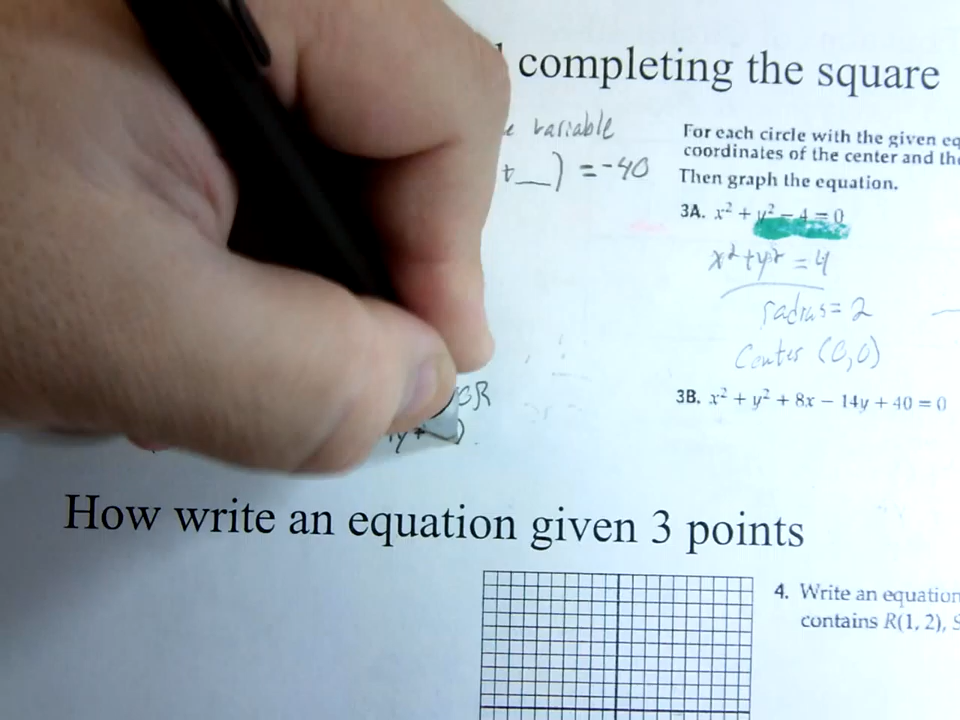 completing the square
variable
+__) = -40
For each circle with the given
coordinates of the center and
Then graph the equation.
3A. x² + y² – 4 = 0
x² + y² = 4
radius = 2
Center (0,0)
OR
3B. x² + y² + 8x – 14y + 40 = 0
y +
)
How write an equation given 3 points
4. Write an equation
contains R(1, 2),